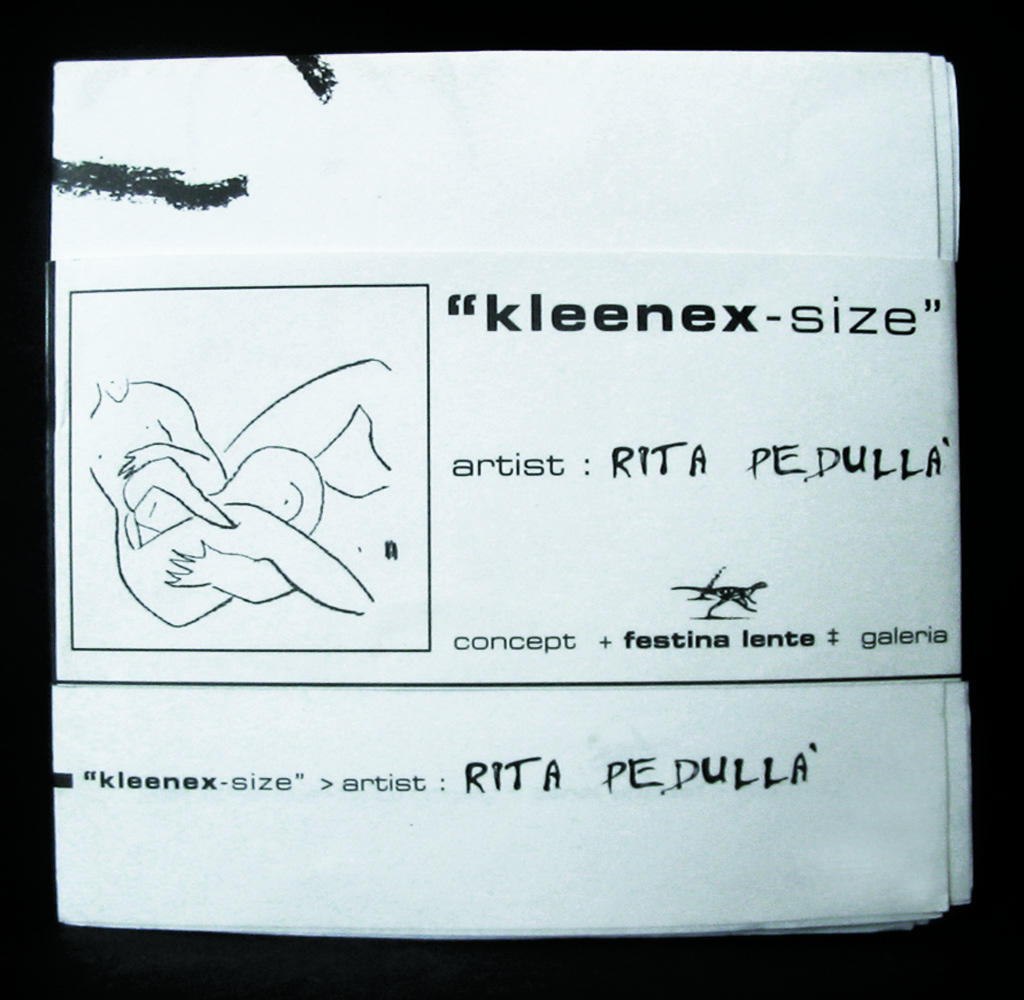 “kleenex-size”
artist : RITA PEDULLA`
concept + festina lente ‡ galeria
“kleenex-size” > artist : RITA PEDULLA`